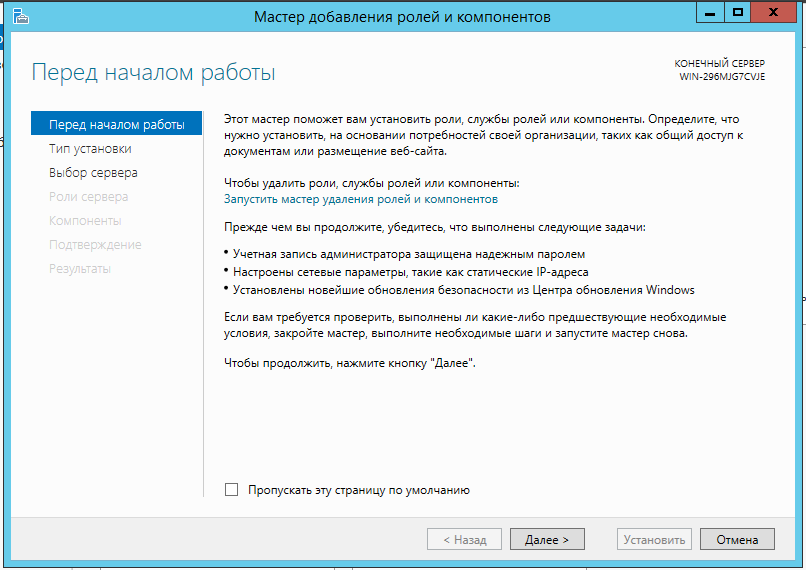 Мастер добавления ролей и компонентов
Перед началом работы
КОНЕЧНЫЙ СЕРВЕР
WIN-296MJG7CVJE
Перед началом работы
Тип установки
Выбор сервера
Роли сервера
Компоненты
Подтверждение
Результаты
Этот мастер поможет вам установить роли, службы ролей или компоненты. Определите, что
нужно установить, на основании потребностей своей организации, таких как общий доступ к
документам или размещение веб-сайта.
Чтобы удалить роли, службы ролей или компоненты:
Запустить мастер удаления ролей и компонентов
Прежде чем вы продолжите, убедитесь, что выполнены следующие задачи:
• Учетная запись администратора защищена надежным паролем
• Настроены сетевые параметры, такие как статические IP-адреса
• Установлены новейшие обновления безопасности из Центра обновления Windows
Если вам требуется проверить, выполнены ли какие-либо предшествующие необходимые
условия, закройте мастер, выполните необходимые шаги и запустите мастер снова.
Чтобы продолжить, нажмите кнопку "Далее".
Пропускать эту страницу по умолчанию
< Назад
Далее >
Установить
Отмена